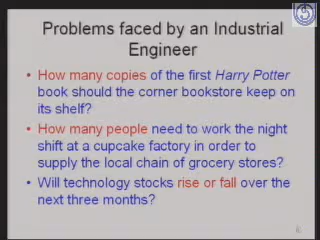 Problems faced by an Industrial
Engineer
• How many copies of the first Harry Potter
book should the corner bookstore keep on
its shelf?
• How many people need to work the night
shift at a cupcake factory in order to
supply the local chain of grocery stores?
• Will technology stocks rise or fall over the
next three months?